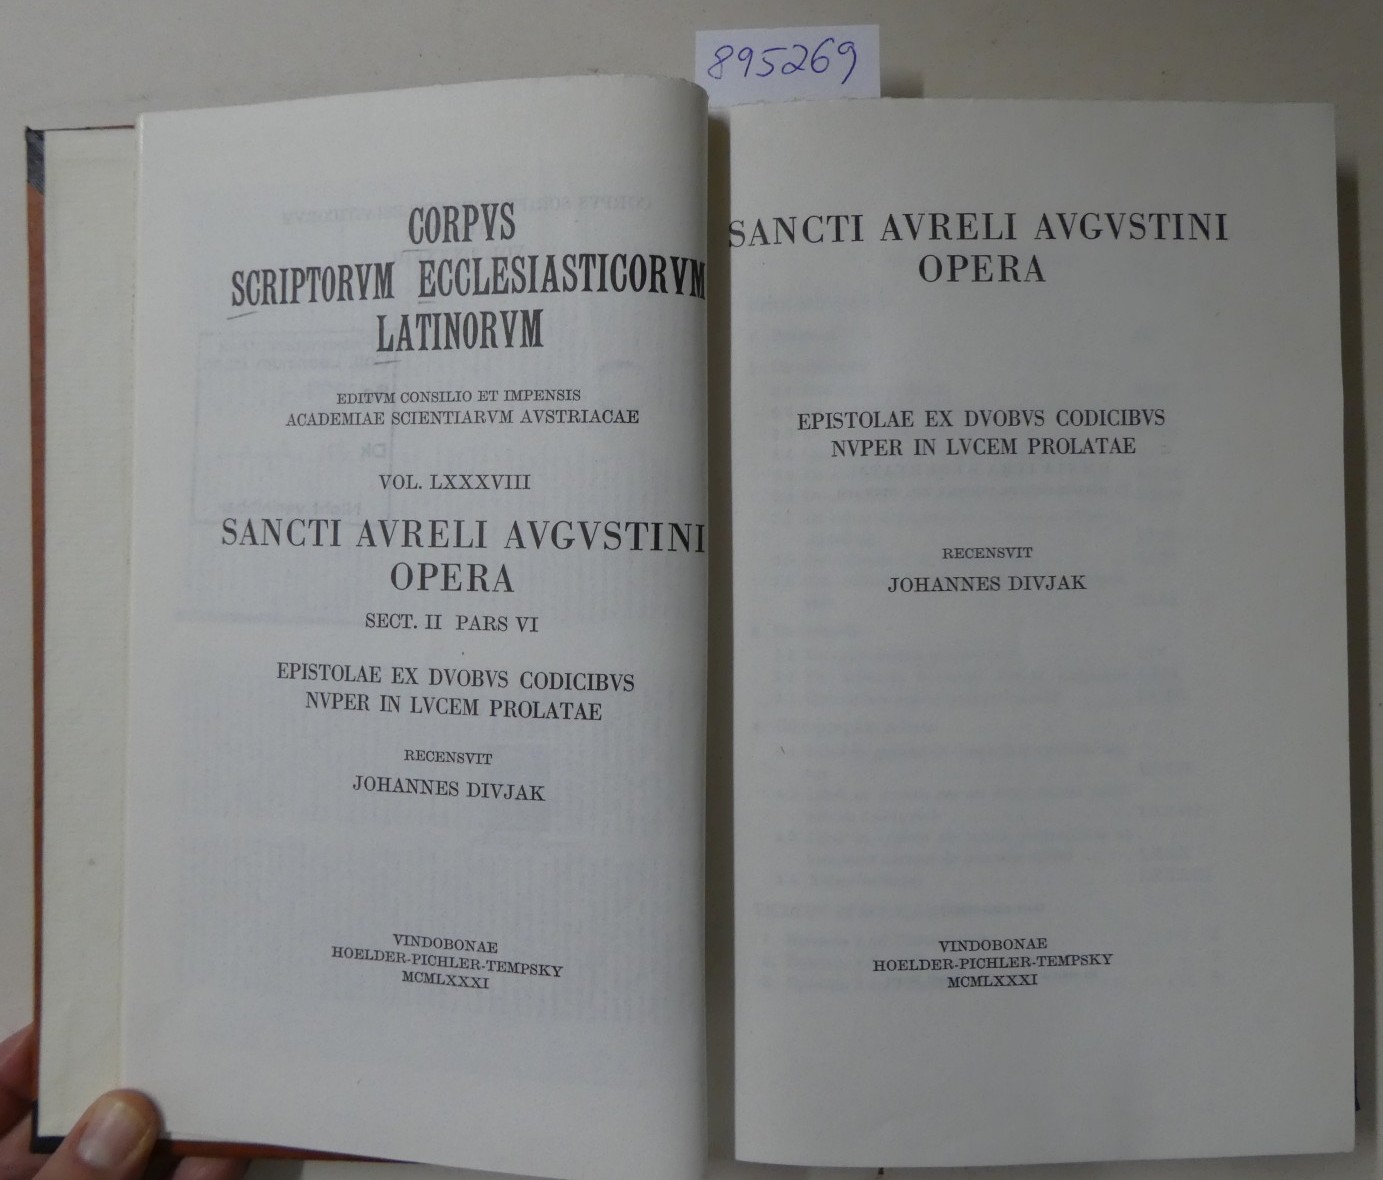 895269
CORPVS
SCRIPTORVM ECCLESIASTICORVM
LATINORVM
EDITVM CONSILIO ET IMPENSIS
ACADEMIAE SCIENTIARVM AVSTRIACAE
VOL. LXXXVIII
SANCTI AVRELI AVGVSTINI
OPERA
SECT. II PARS VI
EPISTOLAE EX DVOBVS CODICIBVS
NVPER IN LVCEM PROLATAE
RECENSVIT
JOHANNES DIVJAK
VINDOBONAE
HOELDER-PICHLER-TEMPSKY
MCMLXXXI
SANCTI AVRELI AVGVSTINI
OPERA
EPISTOLAE EX DVOBVS CODICIBVS
NVPER IN LVCEM PROLATAE
RECENSVIT
JOHANNES DIVJAK
VINDOBONAE
HOELDER-PICHLER-TEMPSKY
MCMLXXXI